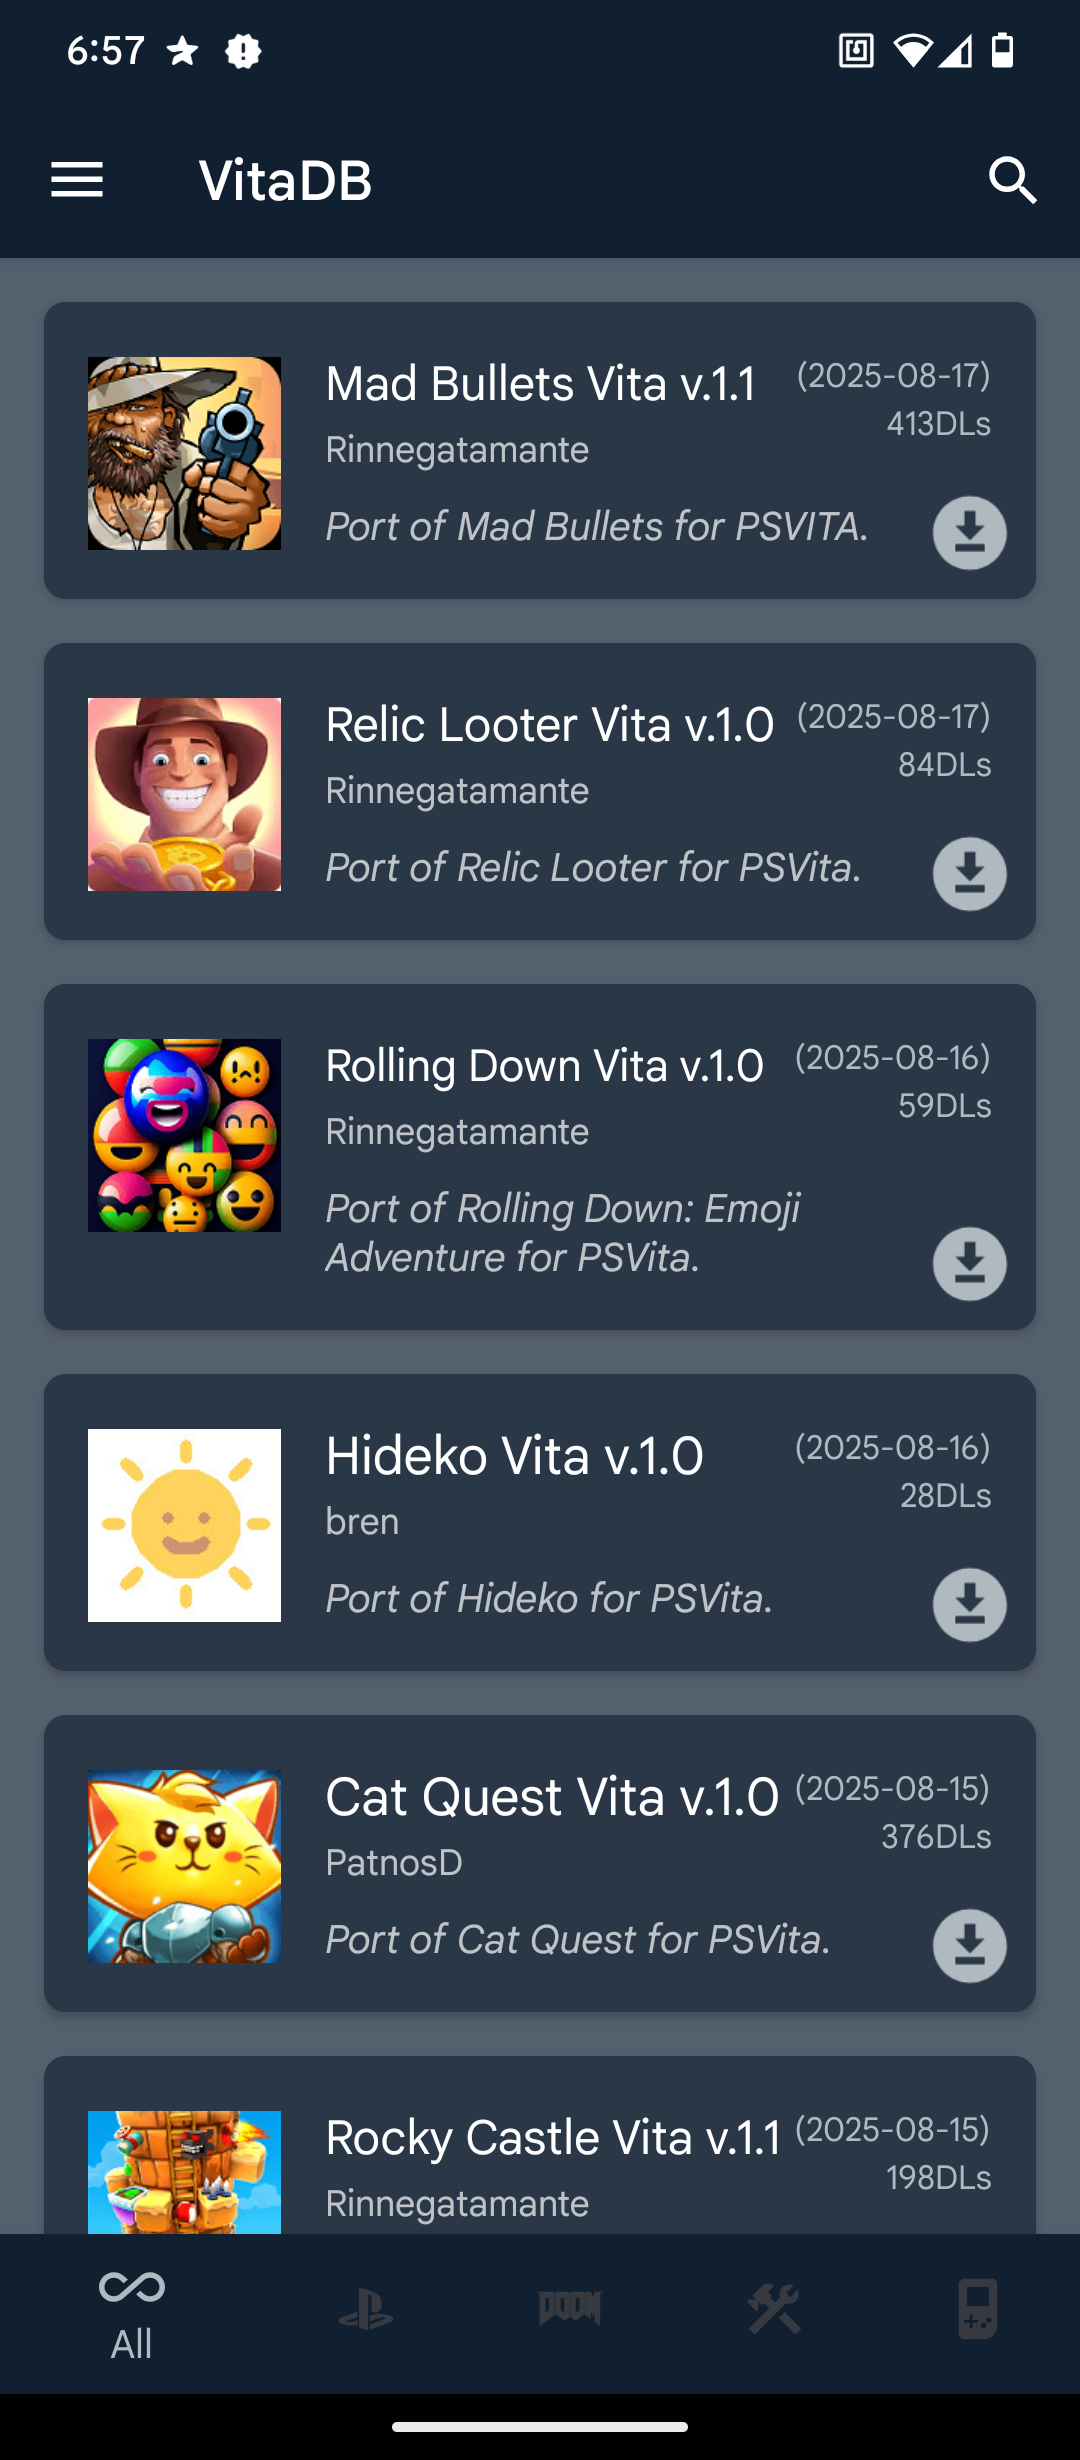 6:57
VitaDB
Mad Bullets Vita v.1.1
(2025-08-17)
413DLs
Rinnegatamante
Port of Mad Bullets for PSVITA.
Relic Looter Vita v.1.0
(2025-08-17)
84DLs
Rinnegatamante
Port of Relic Looter for PSVita.
Rolling Down Vita v.1.0
(2025-08-16)
59DLs
Rinnegatamante
Port of Rolling Down: Emoji
Adventure for PSVita.
Hideko Vita v.1.0
(2025-08-16)
28DLs
bren
Port of Hideko for PSVita.
Cat Quest Vita v.1.0
(2025-08-15)
376DLs
PatnosD
Port of Cat Quest for PSVita.
Rocky Castle Vita v.1.1
(2025-08-15)
198DLs
Rinnegatamante
DOOM
All